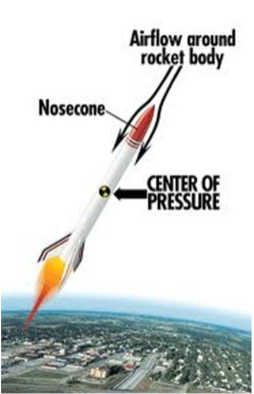 Airflow around
rocket body
Nosecone
CENTER OF
PRESSURE